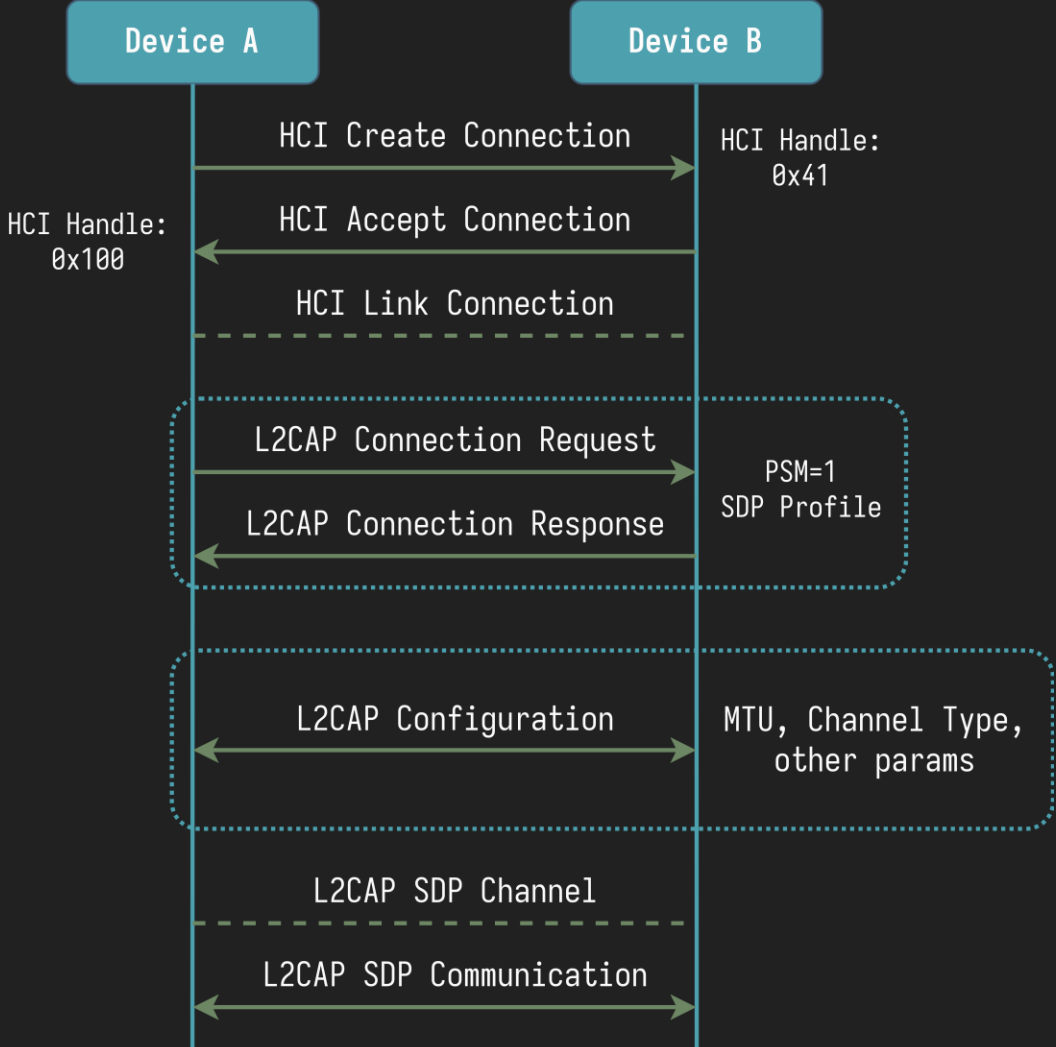 Device A
Device B
HCI Create Connection
HCI Handle:
0x41
HCI Handle:
0x100
HCI Accept Connection
HCI Link Connection
L2CAP Connection Request
PSM=1
SDP Profile
L2CAP Connection Response
L2CAP Configuration
MTU, Channel Type,
other params
L2CAP SDP Channel
L2CAP SDP Communication